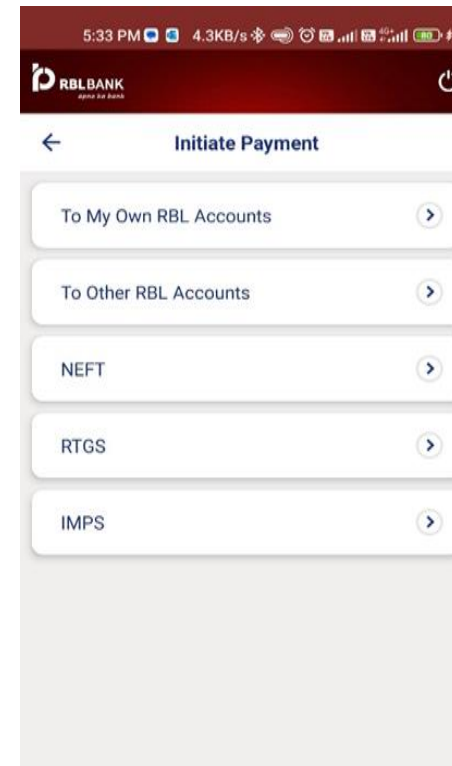 5:33 PM 4.3KB/s 80
RBLBANK
apno ka bank
Initiate Payment
To My Own RBL Accounts
To Other RBL Accounts
NEFT
RTGS
IMPS